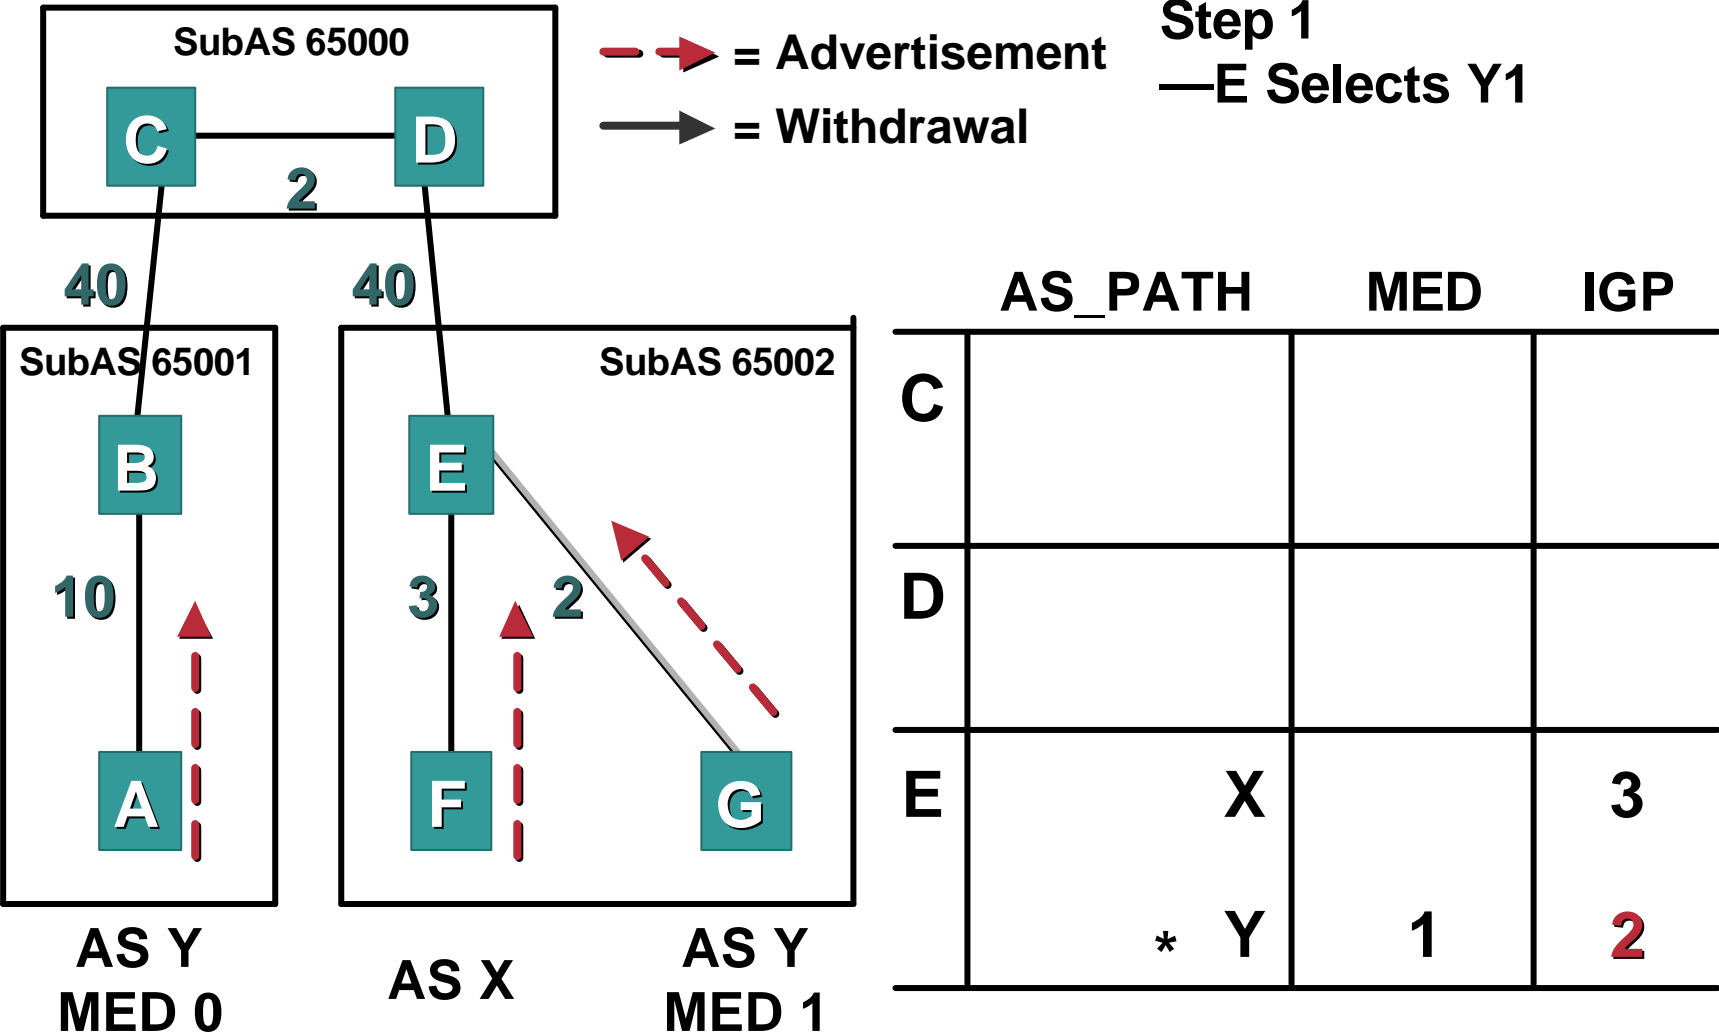 Step 1
—E Selects Y1
= Advertisement
= Withdrawal
SubAS 65000
C
D
2
40
40
SubAS 65001
SubAS 65002
B
E
10
3
2
A
F
G
AS Y
MED 0
AS X
AS Y
MED 1
AS_PATH MED IGP
C
D
E X 3
* Y 1 2